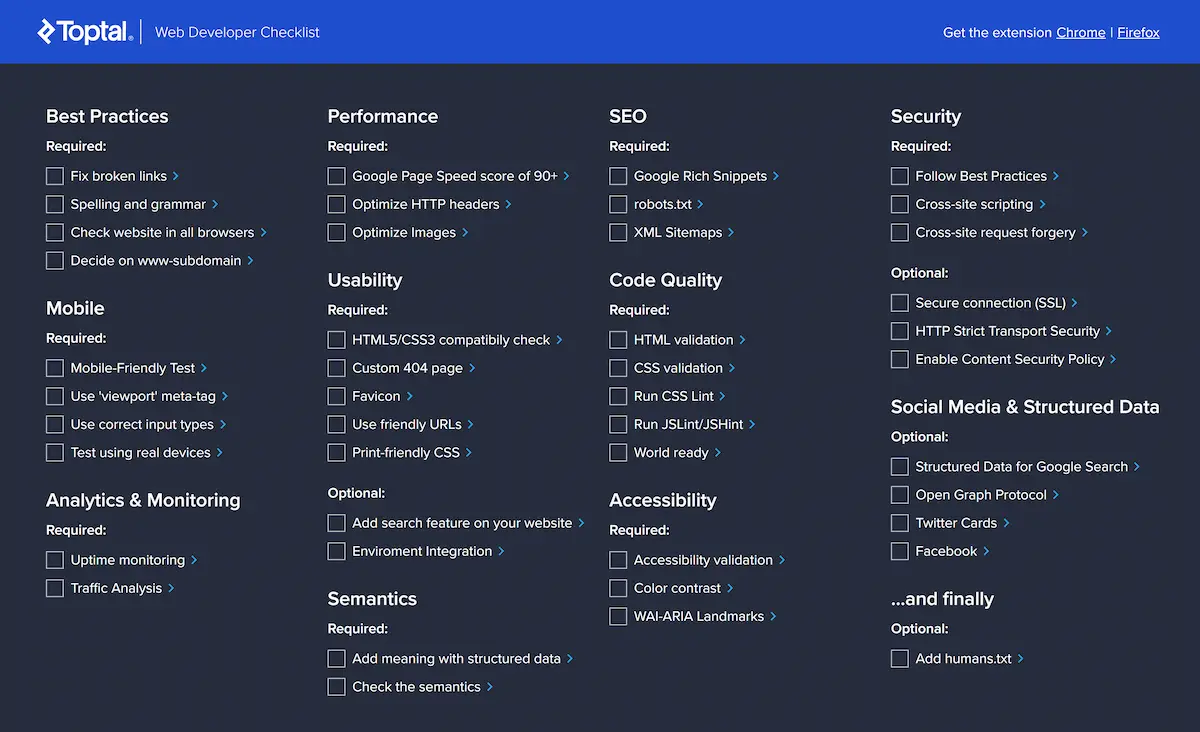 Toptal®
Web Developer Checklist
Get the extension Chrome | Firefox
Best Practices
Required:
Fix broken links
Spelling and grammar
Check website in all browsers
Decide on www-subdomain
Mobile
Required:
Mobile-Friendly Test
Use 'viewport' meta-tag
Use correct input types
Test using real devices
Analytics & Monitoring
Required:
Uptime monitoring
Traffic Analysis
Performance
Required:
Google Page Speed score of 90+
Optimize HTTP headers
Optimize Images
Usability
Required:
HTML5/CSS3 compatibily check
Custom 404 page
Favicon
Use friendly URLs
Print-friendly CSS
Optional:
Add search feature on your website
Enviroment Integration
Semantics
Required:
Add meaning with structured data
Check the semantics
SEO
Required:
Google Rich Snippets
robots.txt
XML Sitemaps
Code Quality
Required:
HTML validation
CSS validation
Run CSS Lint
Run JSLint/JSHint
World ready
Accessibility
Required:
Accessibility validation
Color contrast
WAI-ARIA Landmarks
Security
Required:
Follow Best Practices
Cross-site scripting
Cross-site request forgery
Optional:
Secure connection (SSL)
HTTP Strict Transport Security
Enable Content Security Policy
Social Media & Structured Data
Optional:
Structured Data for Google Search
Open Graph Protocol
Twitter Cards
Facebook
...and finally
Optional:
Add humans.txt